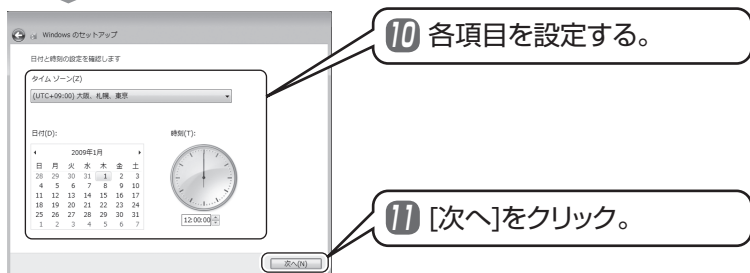 Windows のセットアップ
日付と時刻の設定を確認します
タイム ゾーン(Z)
(UTC+09:00) 大阪、札幌、東京
日付(D):
2009年1月
日 月 火 水 木 金 土
28 29 30 31 1 2 3
4 5 6 7 8 9 10
11 12 13 14 15 16 17
18 19 20 21 22 23 24
25 26 27 28 29 30 31
1 2 3 4 5 6 7
時刻(T):
12:00:00
次へ(N)
10 各項目を設定する。
11 [次へ]をクリック。